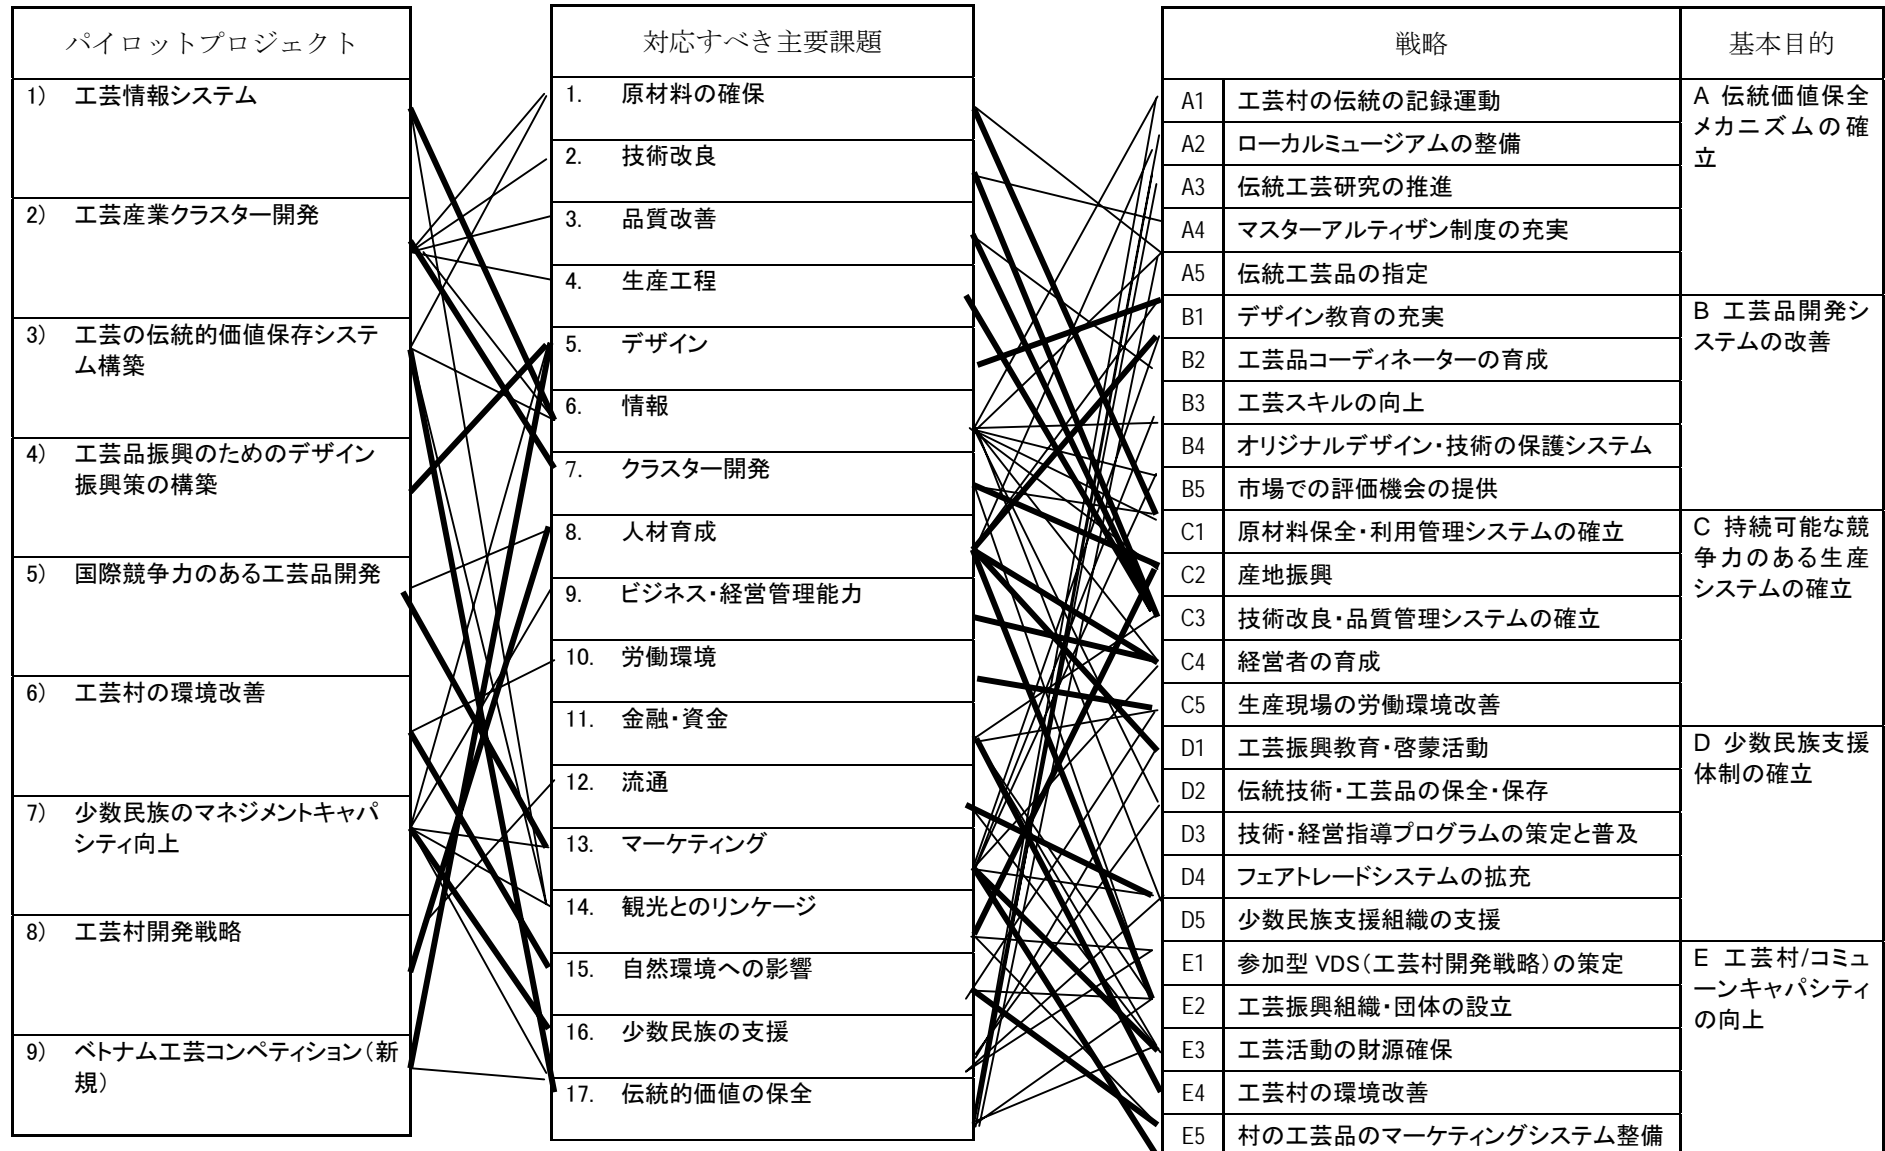 パイロットプロジェクト
1) 工芸情報システム
2) 工芸産業クラスター開発
3) 工芸の伝統的価値保存システ
ム構築
4) 工芸品振興のためのデザイン
振興策の構築
5) 国際競争力のある工芸品開発
6) 工芸村の環境改善
7) 少数民族のマネジメントキャパ
シティ向上
8) 工芸村開発戦略
9) ベトナム工芸コンペティション(新
規)
対応すべき主要課題
1. 原材料の確保
2. 技術改良
3. 品質改善
4. 生産工程
5. デザイン
6. 情報
7. クラスター開発
8. 人材育成
9. ビジネス・経営管理能力
10. 労働環境
11. 金融・資金
12. 流通
13. マーケティング
14. 観光とのリンケージ
15. 自然環境への影響
16. 少数民族の支援
17. 伝統的価値の保全
戦略
A1 工芸村の伝統の記録運動
A2 ローカルミュージアムの整備
A3 伝統工芸研究の推進
A4 マスターアルティザン制度の充実
A5 伝統工芸品の指定
B1 デザイン教育の充実
B2 工芸品コーディネーターの育成
B3 工芸スキルの向上
B4 オリジナルデザイン・技術の保護システム
B5 市場での評価機会の提供
C1 原材料保全・利用管理システムの確立
C2 産地振興
C3 技術改良・品質管理システムの確立
C4 経営者の育成
C5 生産現場の労働環境改善
D1 工芸振興教育・啓蒙活動
D2 伝統技術・工芸品の保全・保存
D3 技術・経営指導プログラムの策定と普及
D4 フェアトレードシステムの拡充
D5 少数民族支援組織の支援
E1 参加型 VDS(工芸村開発戦略)の策定
E2 工芸振興組織・団体の設立
E3 工芸活動の財源確保
E4 工芸村の環境改善
E5 村の工芸品のマーケティングシステム整備
基本目的
A 伝統価値保全
メカニズムの確
立
B 工芸品開発シ
ステムの改善
C 持続可能な競
争力のある生産
システムの確立
D 少数民族支援
体制の確立
E 工芸村/コミュ
ーンキャパシティ
の向上